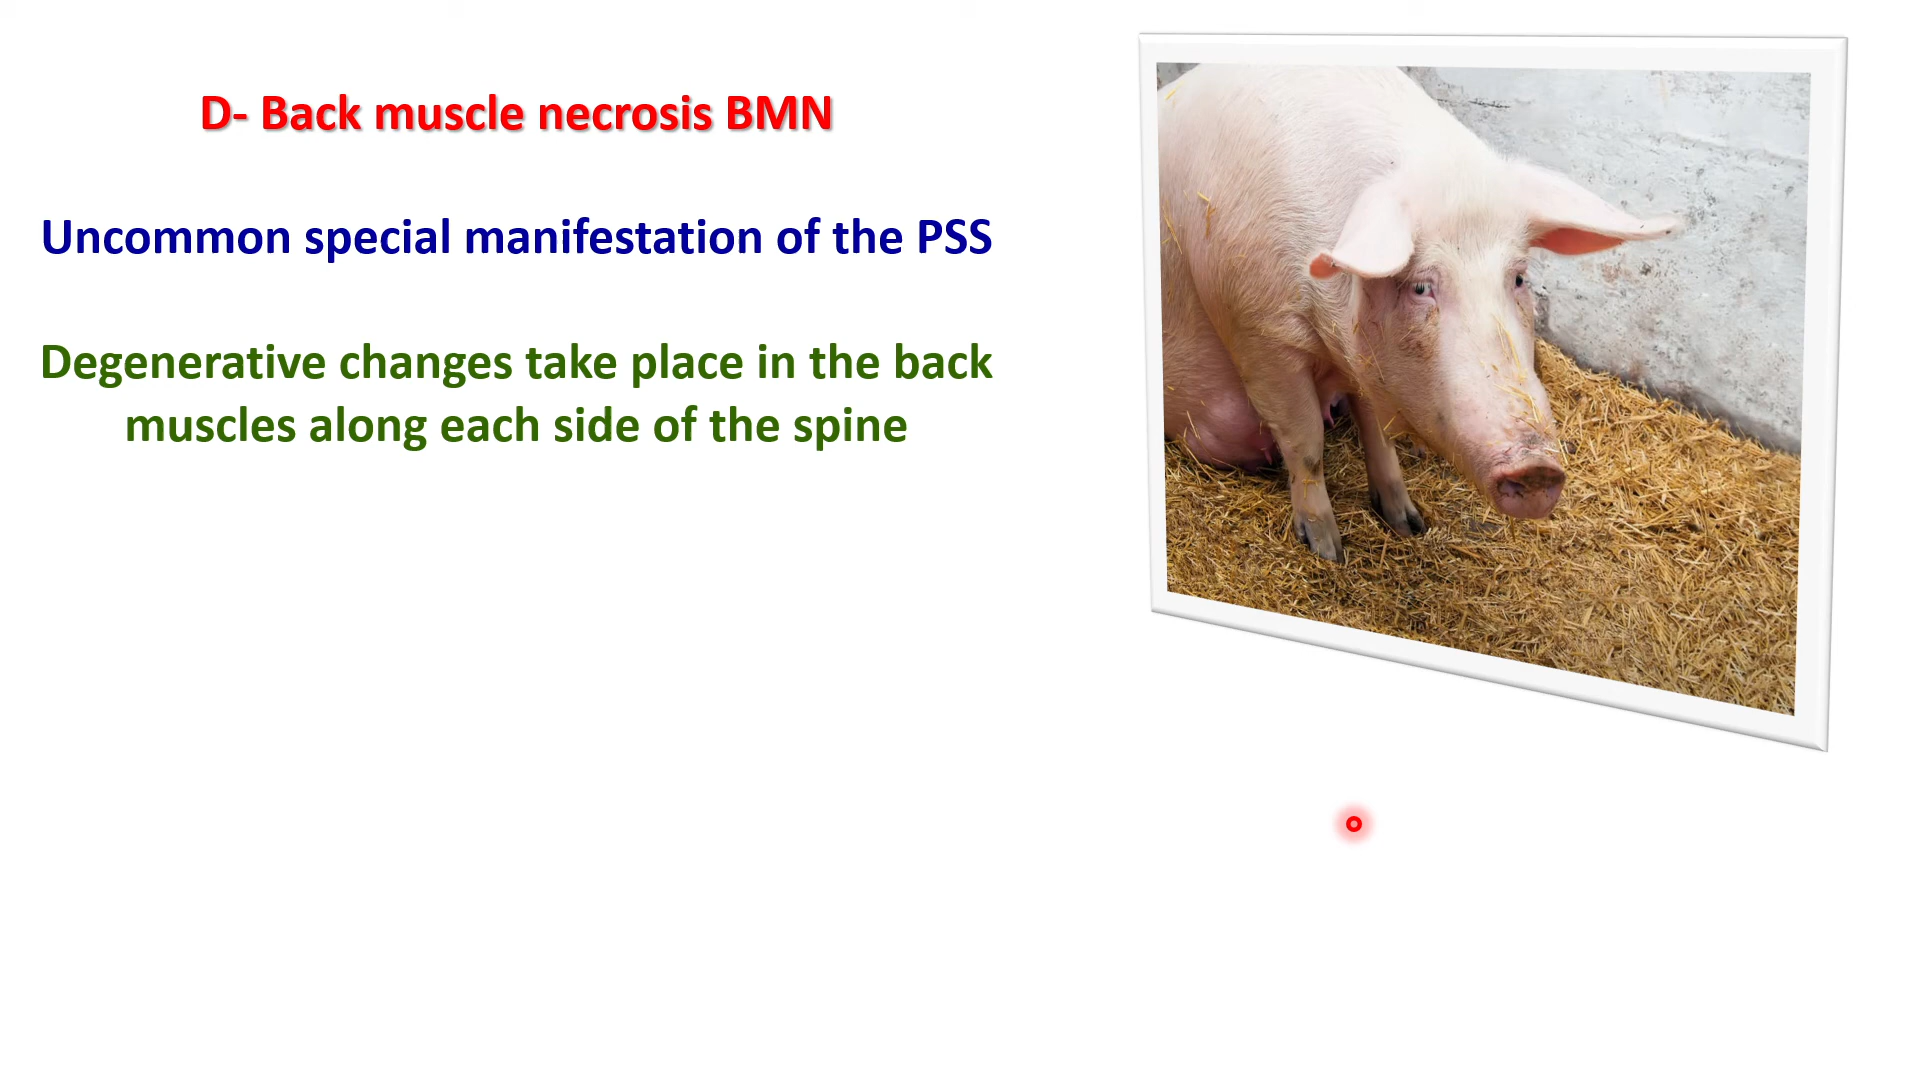 D- Back muscle necrosis BMN
Uncommon special manifestation of the PSS
Degenerative changes take place in the back
muscles along each side of the spine